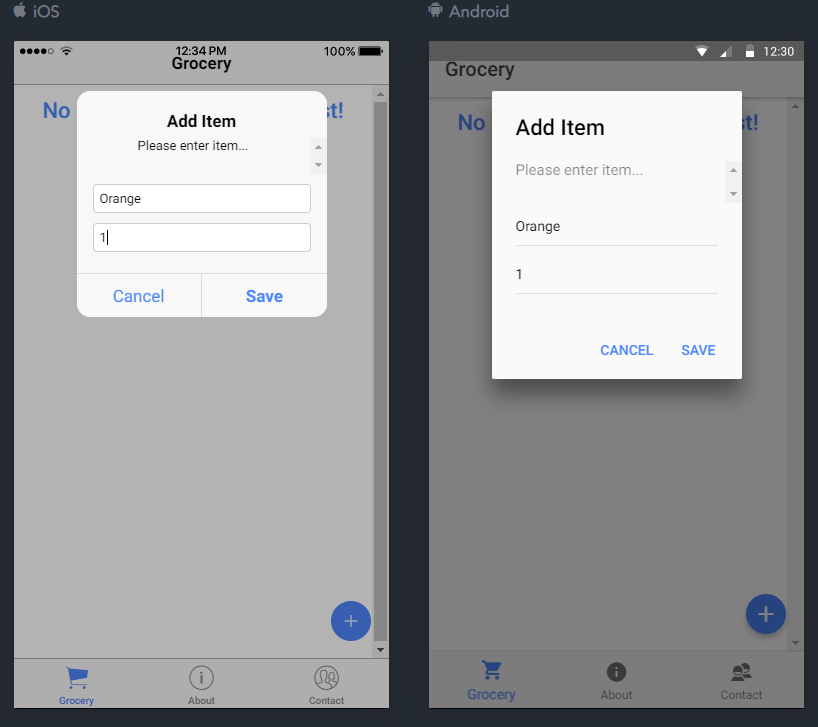 iOS
12:34 PM
100%
Grocery
No st!
Add Item
Please enter item...
Orange
1
Cancel Save
Grocery About Contact
Android
12:30
Grocery
No st!
Add Item
Please enter item...
Orange
1
CANCEL SAVE
Grocery About Contact